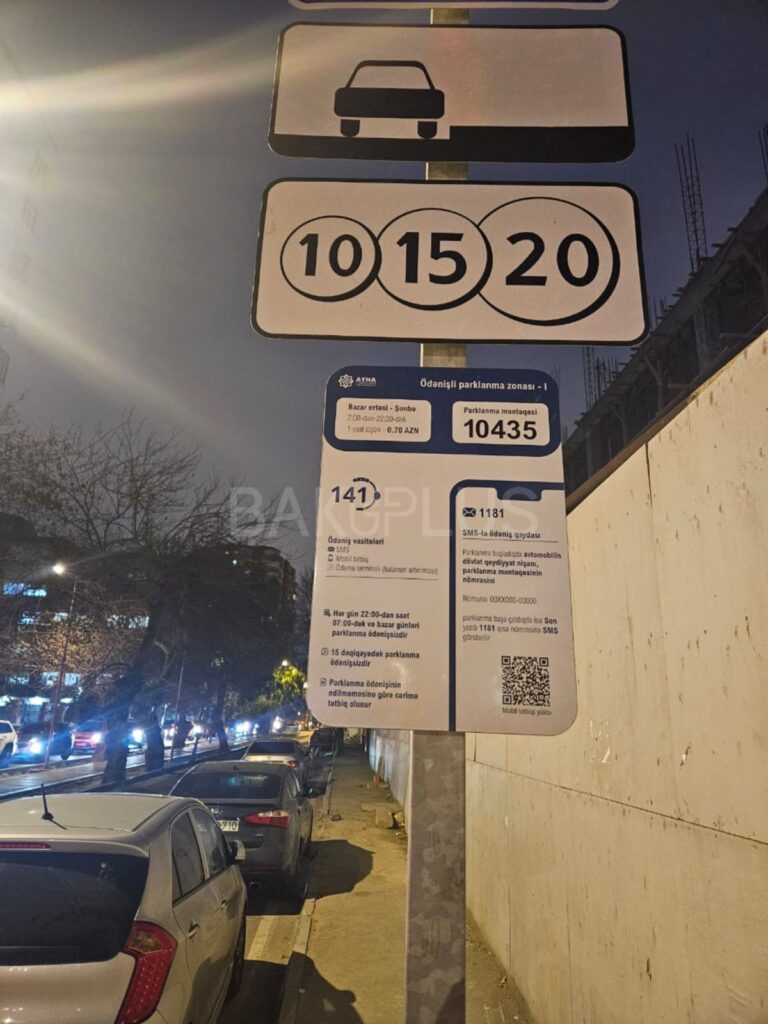 10 15 20
AYNA
Ödənişli parklanma zonası - I
Bazar ertəsi - Şənbə
7:00-dan-22:00-dək
1 saat üçün - 0.70 AZN
Parklanma məntəqəsi
10435
141
Ödəniş vasitələri
SMS
Mobil tətbiq
Ödəmə terminalı (balansın artırılması)
Hər gün 22:00-dan saat
07:00-dək və bazar günləri
parklanma ödənişsizdir
15 dəqiqəyədək parklanma
ödənişsizdir
Parklanma ödənişinin
edilməməsinə görə cərimə
tətbiq olunur
1181
SMS-lə ödəniş qaydası
Parklanma başladıqda avtomobilin
dövlət qeydiyyat nişanı,
parklanma məntəqəsinin
nömrəsini
Nümunə: 00XX000-00000
parklanma başa çatdıqda isə Son
yazıb 1181 qısa nömrəsinə SMS
göndərilir
Mobil tətbiqi yüklə
BAKUPLUS